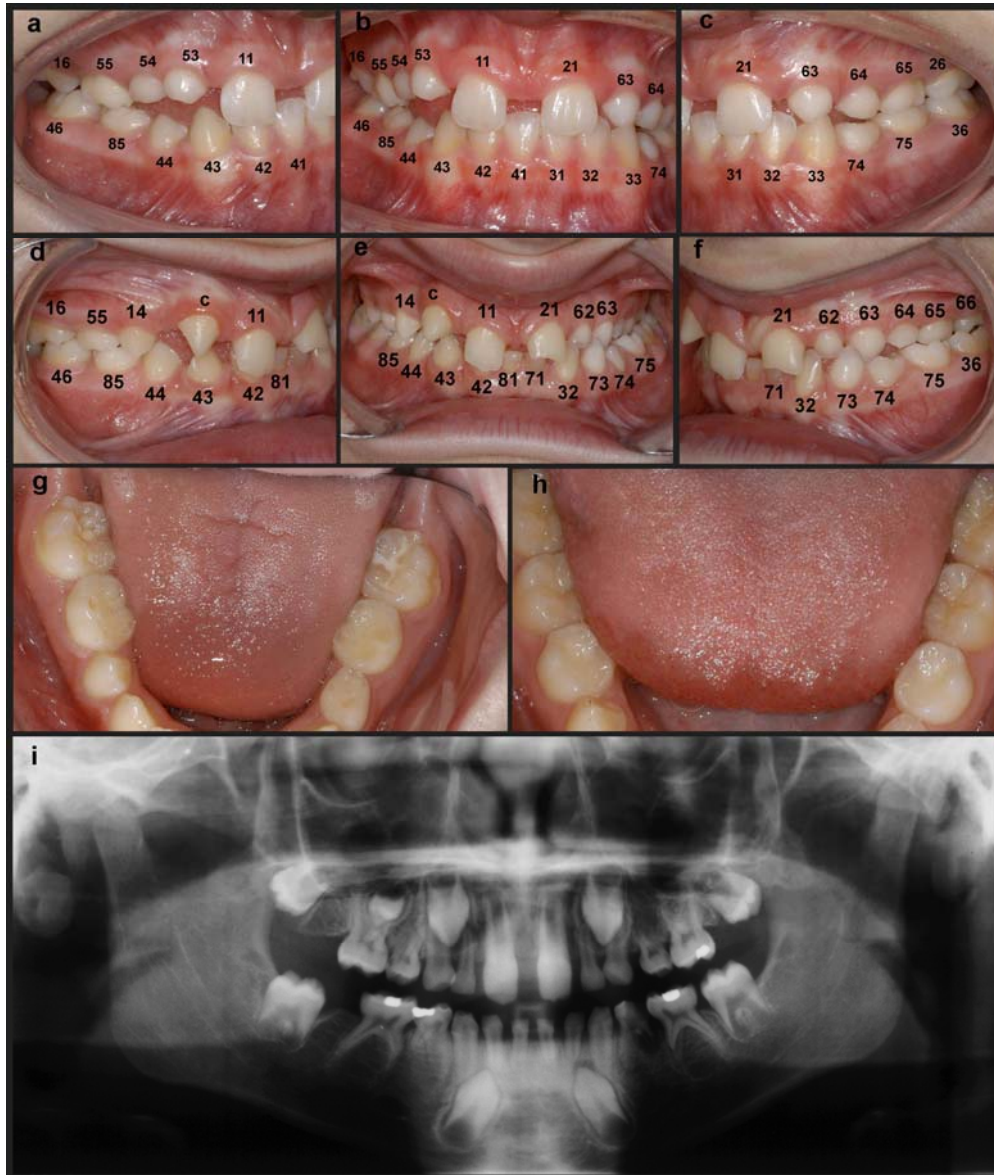 a
16 55 54 53 11
46 85 44 43 42 41
b
16 55 54 53 11 21 63 64
46 85 44 43 42 41 31 32 33 74
c
21 63 64 65 26
31 32 33 74 75 36
d
16 55 14 c 11
46 85 44 43 42 81
e
14 c 11 21 62 63
85 44 43 42 81 71 32 73 74 75
f
21 62 63 64 65 66
71 32 73 74 75 36
g
h
i